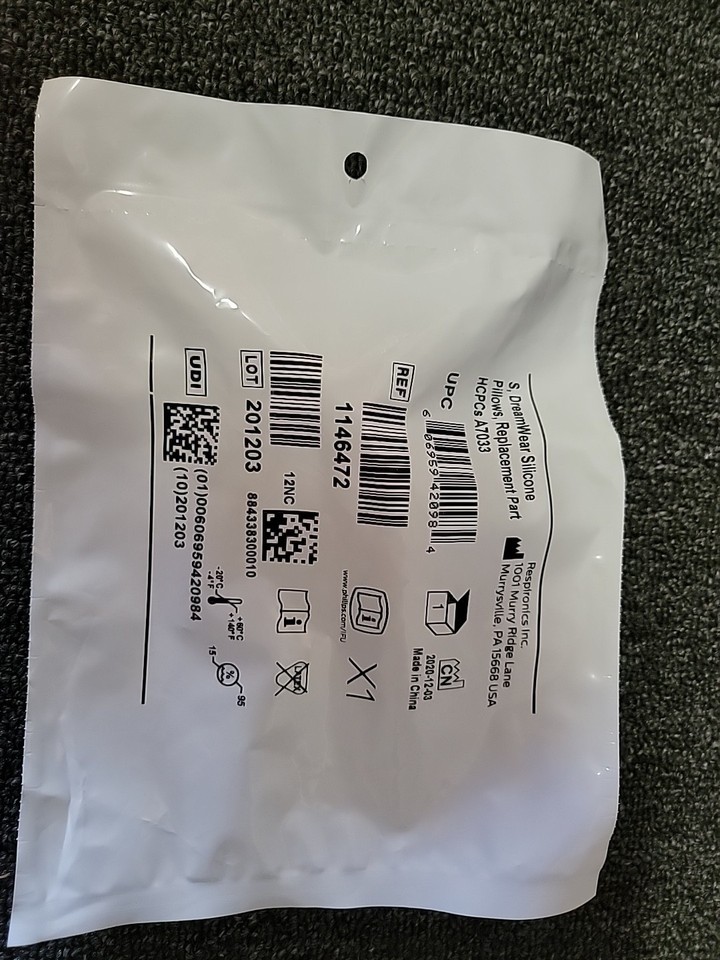 S, DreamWear Silicone
Pillows, Replacement Part
HCPCs A7033
Respironics Inc.
1001 Murry Ridge Lane
Murrysville, PA 15668 USA
UPC
6 06959 42098 4
1
CN
2020-12-03
Made in China
REF
1146472
i
www.philips.com/IFU
X1
LOT
201203
12NC
884338300010
i
UDI
(01)00606959420984
(10)201203
-20°C
-4°F
+60°C
+140°F
15
%
95